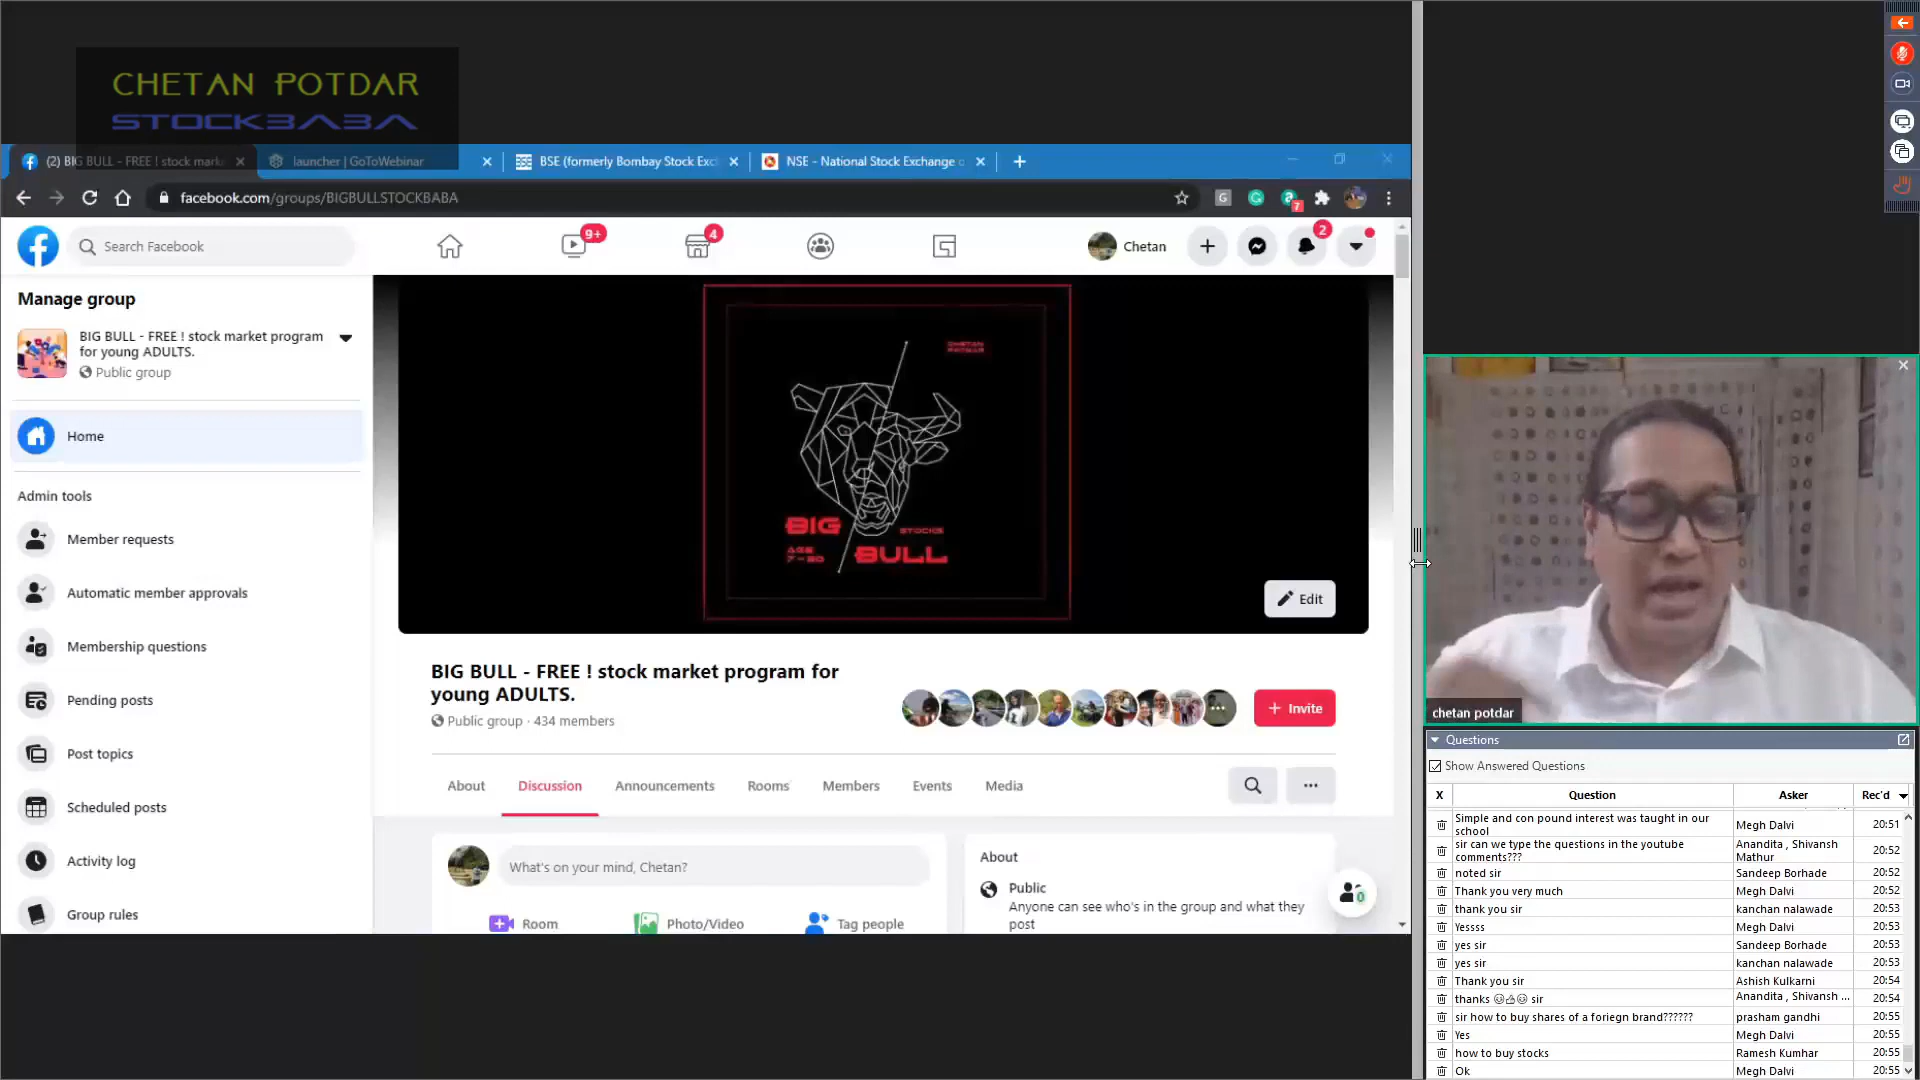 CHETAN POTDAR
STOCKBABA
(2) BIG BULL - FREE ! stock mark
launcher | GoToWebinar
BSE (formerly Bombay Stock Exc
NSE - National Stock Exchange o
facebook.com/groups/BIGBULLSTOCKBABA
G
7
Search Facebook
9+
4
Chetan
2
Manage group
BIG BULL - FREE ! stock market program
for young ADULTS.
Public group
Home
Admin tools
Member requests
Automatic member approvals
Membership questions
Pending posts
Post topics
Scheduled posts
Activity log
Group rules
CHETAN
POTDAR
BIG
STOCKS
AGE
7-20
BULL
Edit
BIG BULL - FREE ! stock market program for
young ADULTS.
Public group · 434 members
Invite
About
Discussion
Announcements
Rooms
Members
Events
Media
What's on your mind, Chetan?
Room
Photo/Video
Tag people
About
Public
Anyone can see who's in the group and what they
post
0
chetan potdar
Questions
Show Answered Questions
X Question Asker Rec'd
Simple and con pound interest was taught in our
school
Megh Dalvi 20:51
sir can we type the questions in the youtube
comments???
Anandita , Shivansh
Mathur
20:52
noted sir Sandeep Borhade 20:52
Thank you very much Megh Dalvi 20:52
thank you sir kanchan nalawade 20:53
Yessss Megh Dalvi 20:53
yes sir Sandeep Borhade 20:53
yes sir kanchan nalawade 20:53
Thank you sir Ashish Kulkarni 20:54
thanks 😊👍😊 sir Anandita , Shivansh ... 20:54
sir how to buy shares of a foriegn brand?????? prasham gandhi 20:55
Yes Megh Dalvi 20:55
how to buy stocks Ramesh Kumhar 20:55
Ok Megh Dalvi 20:55